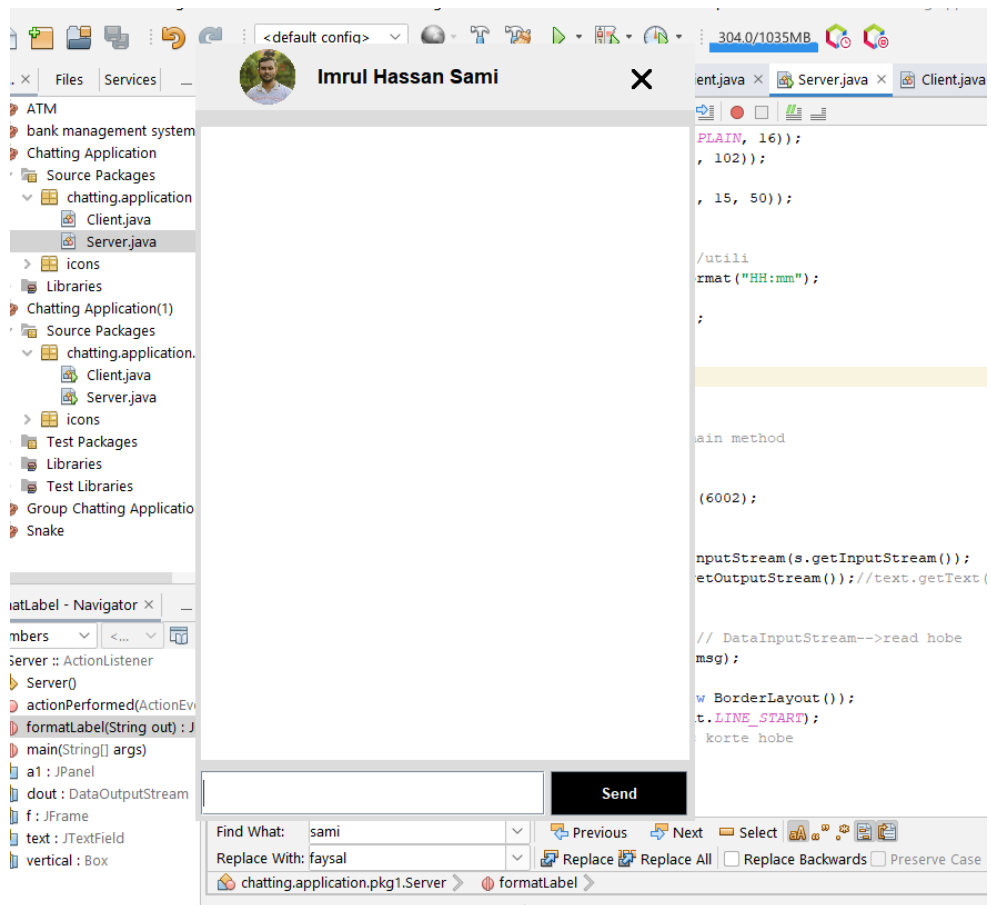 <default config>
304.0/1035MB
Files Services
Imrul Hassan Sami
ient.java × Server.java × Client.java
ATM
bank management system
Chatting Application
Source Packages
chatting.application
Client.java
Server.java
icons
Libraries
Chatting Application(1)
Source Packages
chatting.application.
Client.java
Server.java
icons
Test Packages
Libraries
Test Libraries
Group Chatting Applicatio
Snake
PLAIN, 16));
, 102));
, 15, 50));
/utili
rmat("HH:mm");
;
ain method
(6002);
nputStream(s.getInputStream());
etOutputStream());//text.getText(
// DataInputStream-->read hobe
msg);
w BorderLayout());
t.LINE_START);
korte hobe
matLabel - Navigator ×
mbers <...
Server :: ActionListener
Server()
actionPerformed(ActionEve
formatLabel(String out) : J
main(String[] args)
a1 : JPanel
dout : DataOutputStream
f : JFrame
text : JTextField
vertical : Box
Send
Find What: sami Previous Next Select
Replace With: faysal Replace Replace All Replace Backwards Preserve Case
chatting.application.pkg1.Server formatLabel